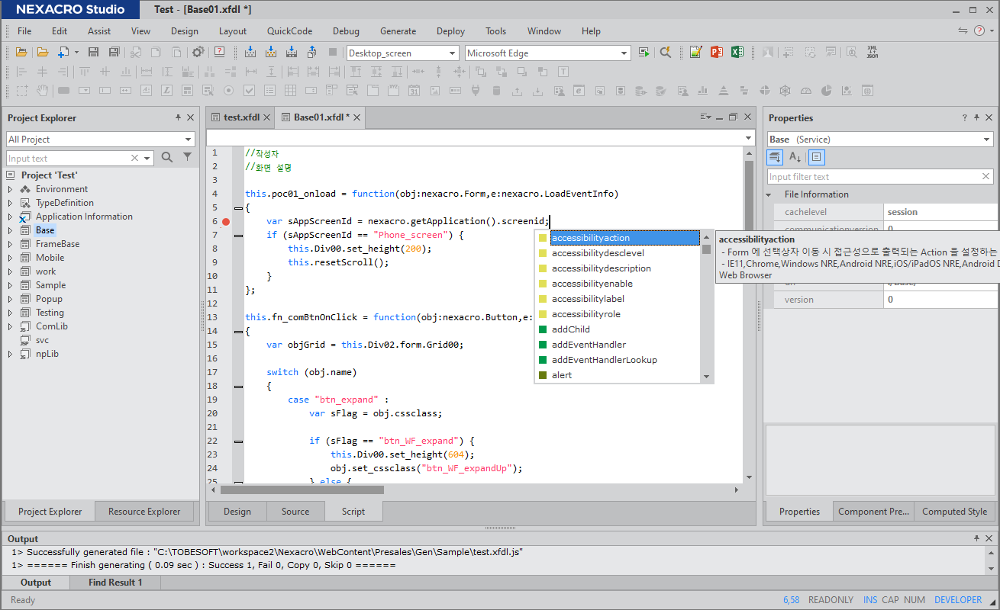 NEXACRO Studio
Test - [Base01.xfdl *]
File Edit Assist View Design Layout QuickCode Debug Generate Deploy Tools Window Help
Desktop_screen Microsoft Edge
Project Explorer
All Project
Input text
Project 'Test'
Environment
TypeDefinition
Application Information
Base
FrameBase
Mobile
work
Sample
Popup
Testing
ComLib
svc
npLib
Project Explorer Resource Explorer
test.xfdl Base01.xfdl *
1 //작성자
2 //화면 설명
3
4 this.poc01_onload = function(obj:nexacro.Form,e:nexacro.LoadEventInfo)
5 {
6 var sAppScreenId = nexacro.getApplication().screenid;
7 if (sAppScreenId == "Phone_screen") {
8 this.Div00.set_height(200);
9 this.resetScroll();
10 }
11 };
12
13 this.fn_comBtnOnClick = function(obj:nexacro.Button,e:
14 {
15 var objGrid = this.Div02.form.Grid00;
16
17 switch (obj.name)
18 {
19 case "btn_expand" :
20 var sFlag = obj.cssclass;
21
22 if (sFlag == "btn_WF_expand") {
23 this.Div00.set_height(604);
24 obj.set_cssclass("btn_WF_expandUp");
25 } else {
accessibilityaction
accessibilitydesclevel
accessibilitydescription
accessibilityenable
accessibilitylabel
accessibilityrole
addChild
addEventHandler
addEventHandlerLookup
alert
Design Source Script
Properties
Base (Service)
Input filter text
File Information
cachelevel session
communicationversion 0
accessibilityaction
- Form 에 선택상자 이동 시 접근성으로 출력되는 Action 을 설정하는
- IE11,Chrome,Windows NRE,Android NRE,iOS/iPadOS NRE,Android D
Web Browser
version 0
Properties Component Pre... Computed Style
Output
1> Successfully generated file : "C:\TOBESOFT\workspace2\Nexacro\WebContent\Presales\Gen\Sample\test.xfdl.js"
1> ====== Finish generating ( 0.09 sec ) : Success 1, Fail 0, Copy 0, Skip 0 ======
Output Find Result 1
Ready 6,58 READONLY INS CAP NUM DEVELOPER